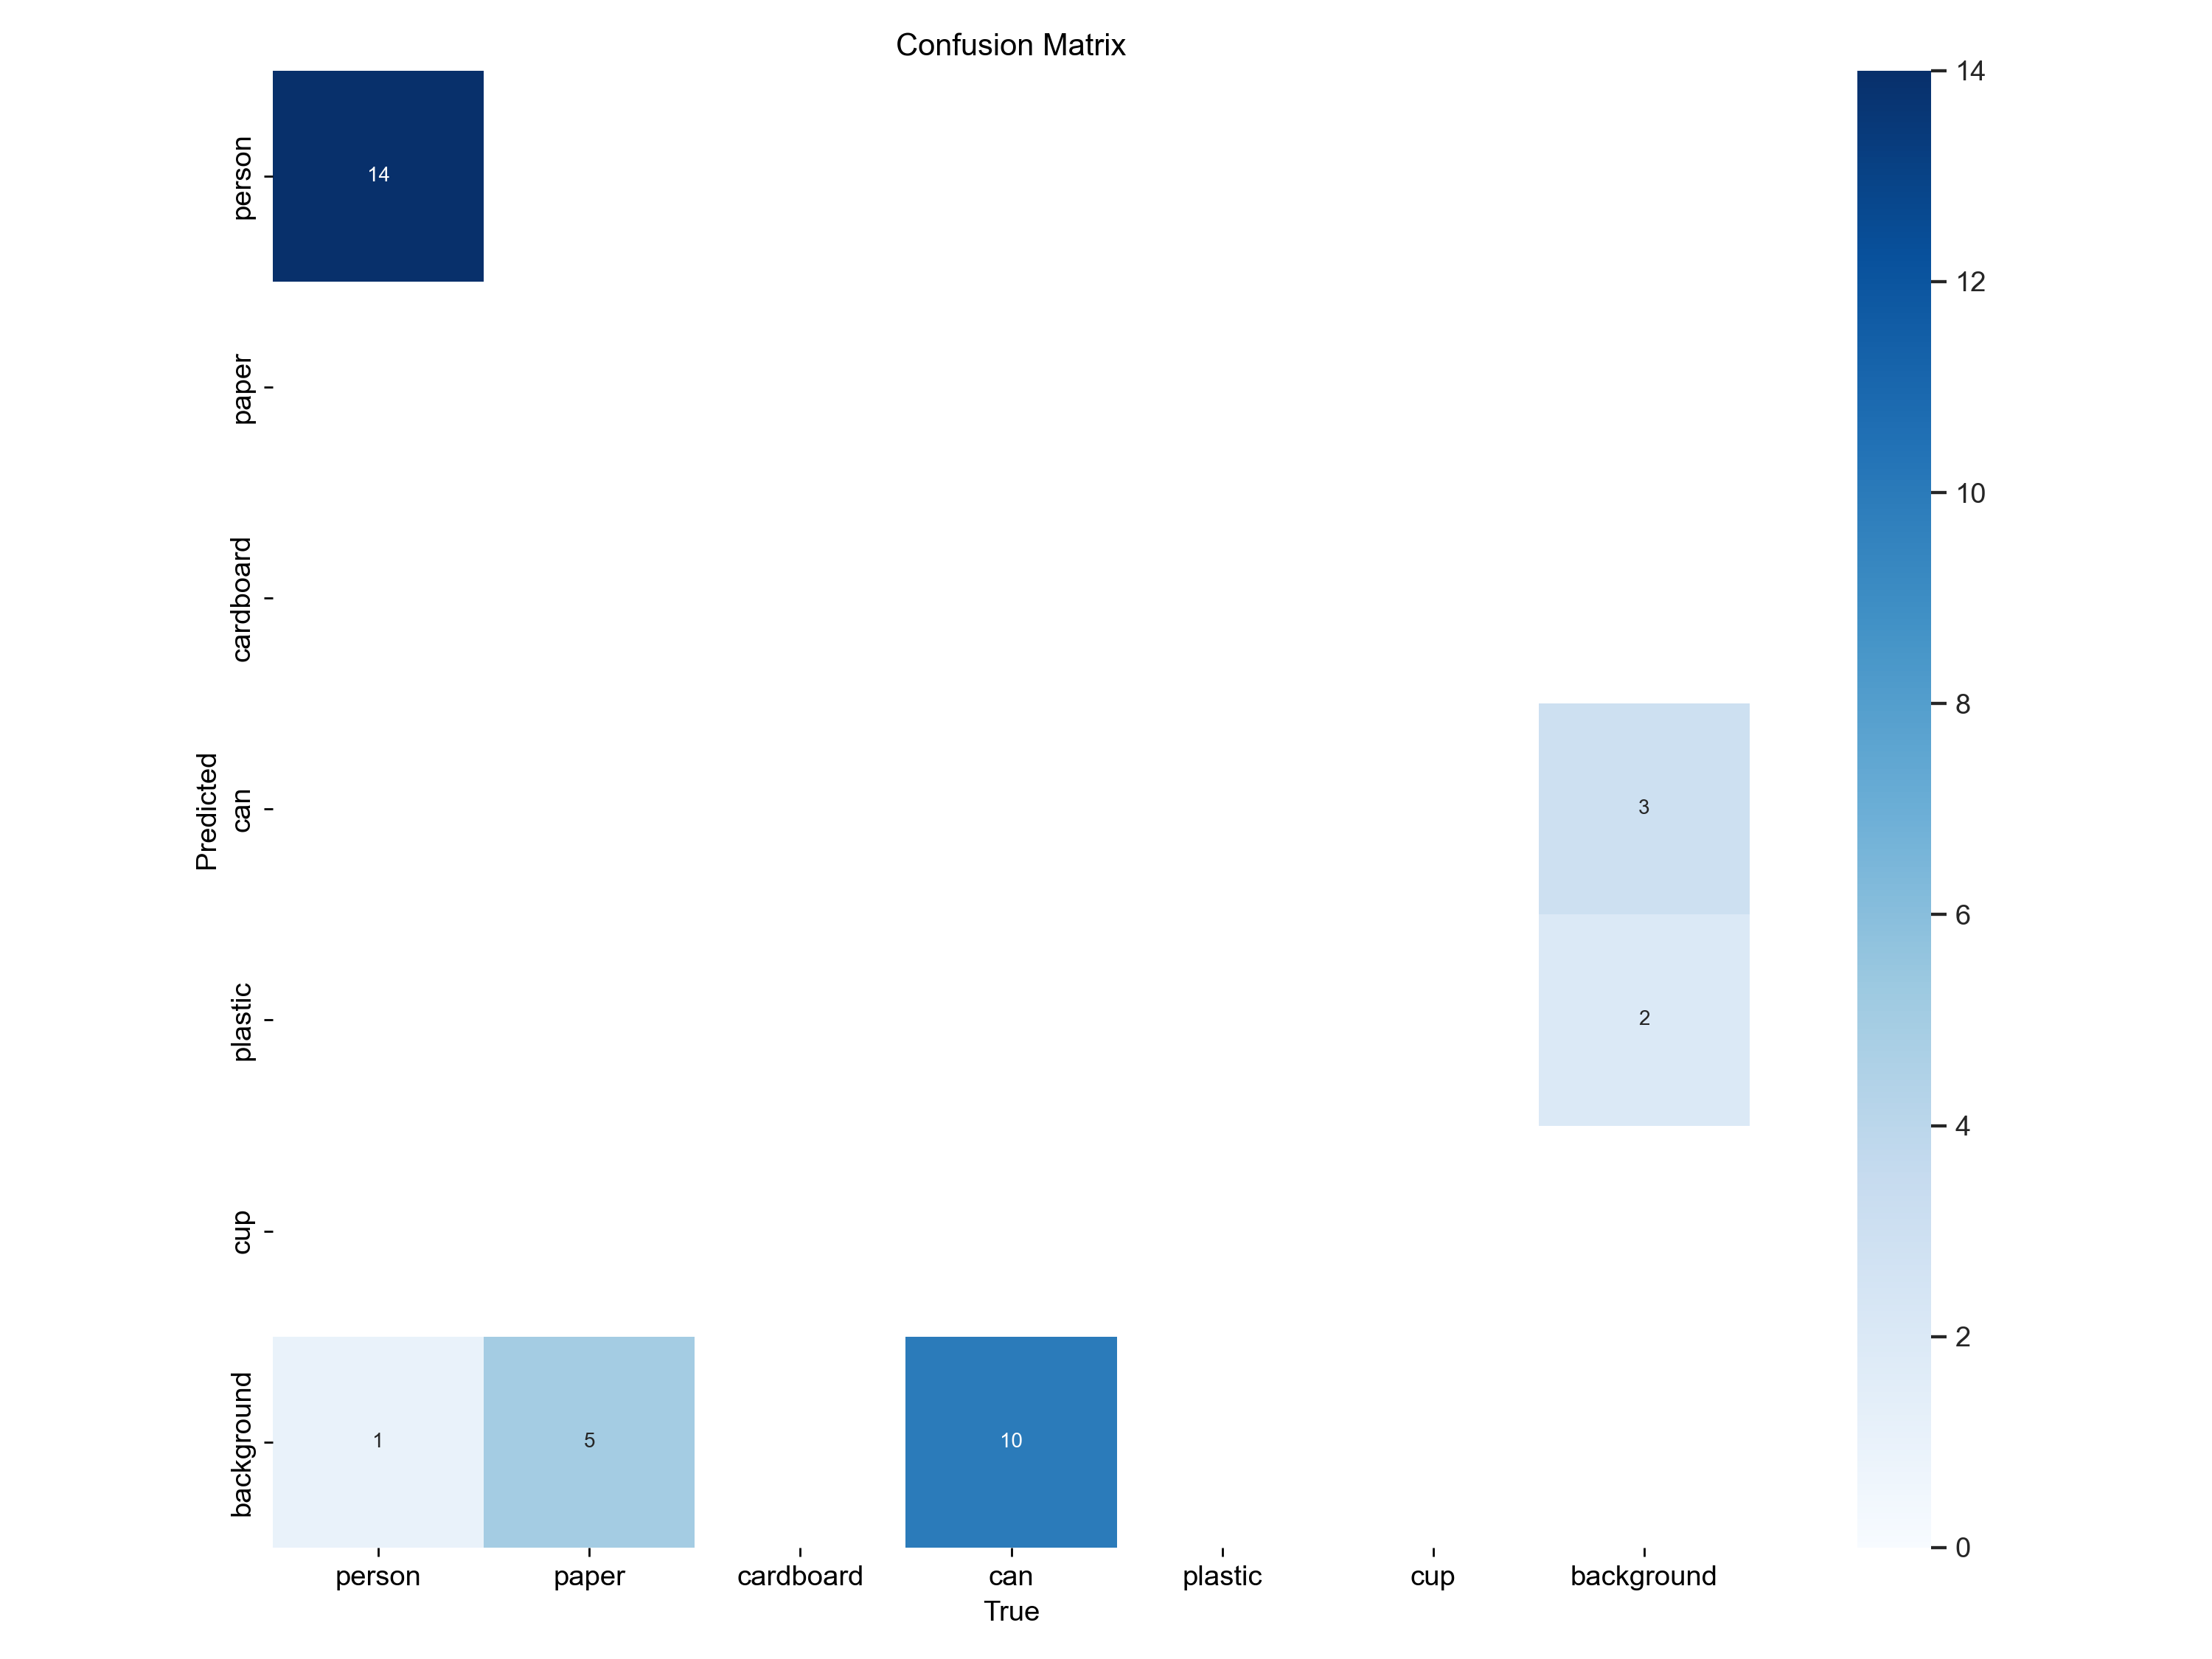 Confusion Matrix
14
person
paper
cardboard
can
3
plastic
2
cup
background
1 5 10
Predicted
person paper cardboard can plastic cup background
True
14
12
10
8
6
4
2
0